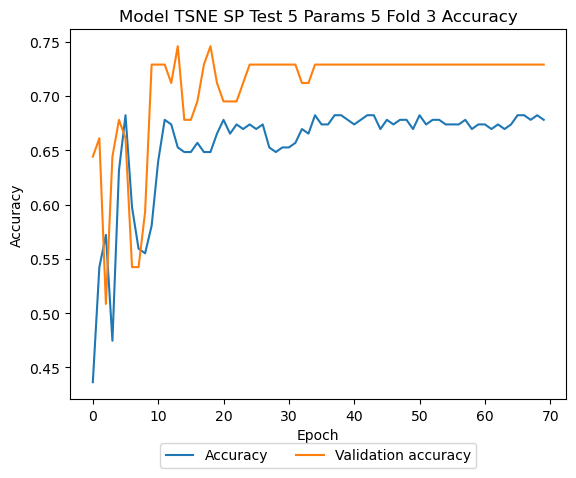 Model TSNE SP Test 5 Params 5 Fold 3 Accuracy
0.75
0.70
0.65
0.60
0.55
0.50
0.45
Accuracy
0 10 20 30 40 50 60 70
Epoch
Accuracy Validation accuracy